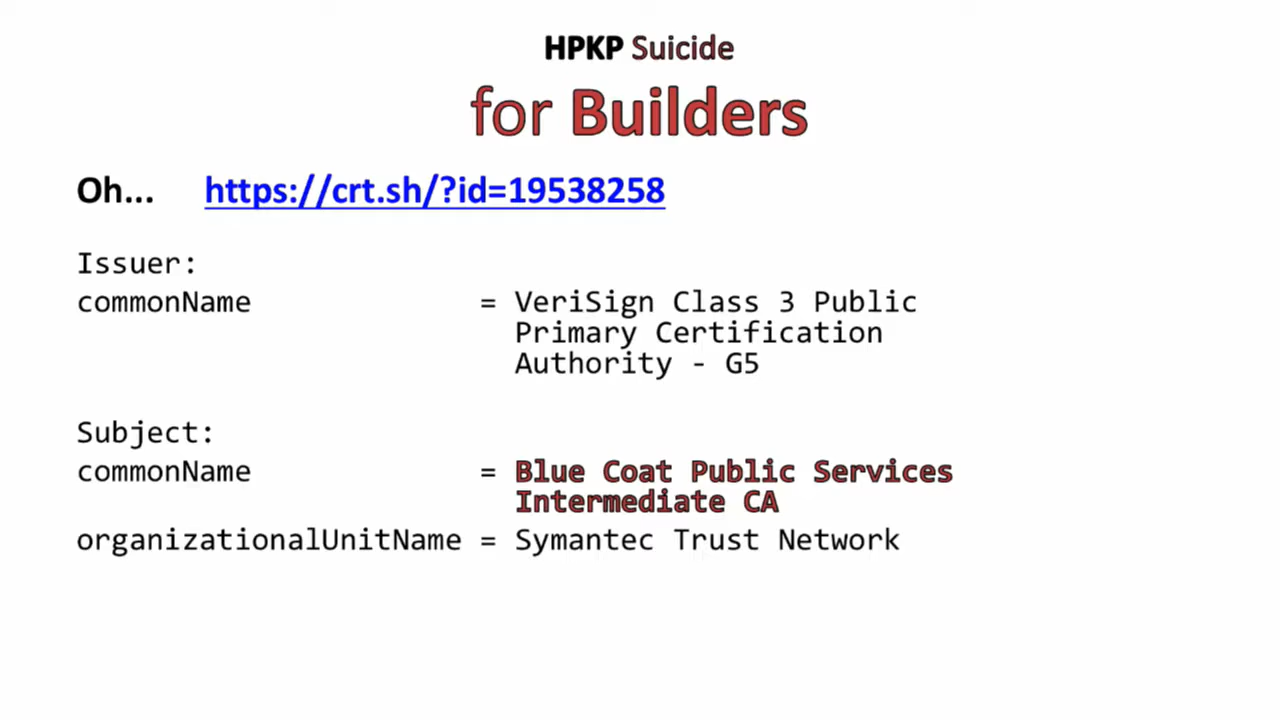 HPKP Suicide
for Builders
Oh... https://crt.sh/?id=19538258
Issuer:
commonName = VeriSign Class 3 Public
Primary Certification
Authority - G5
Subject:
commonName = Blue Coat Public Services
Intermediate CA
organizationalUnitName = Symantec Trust Network